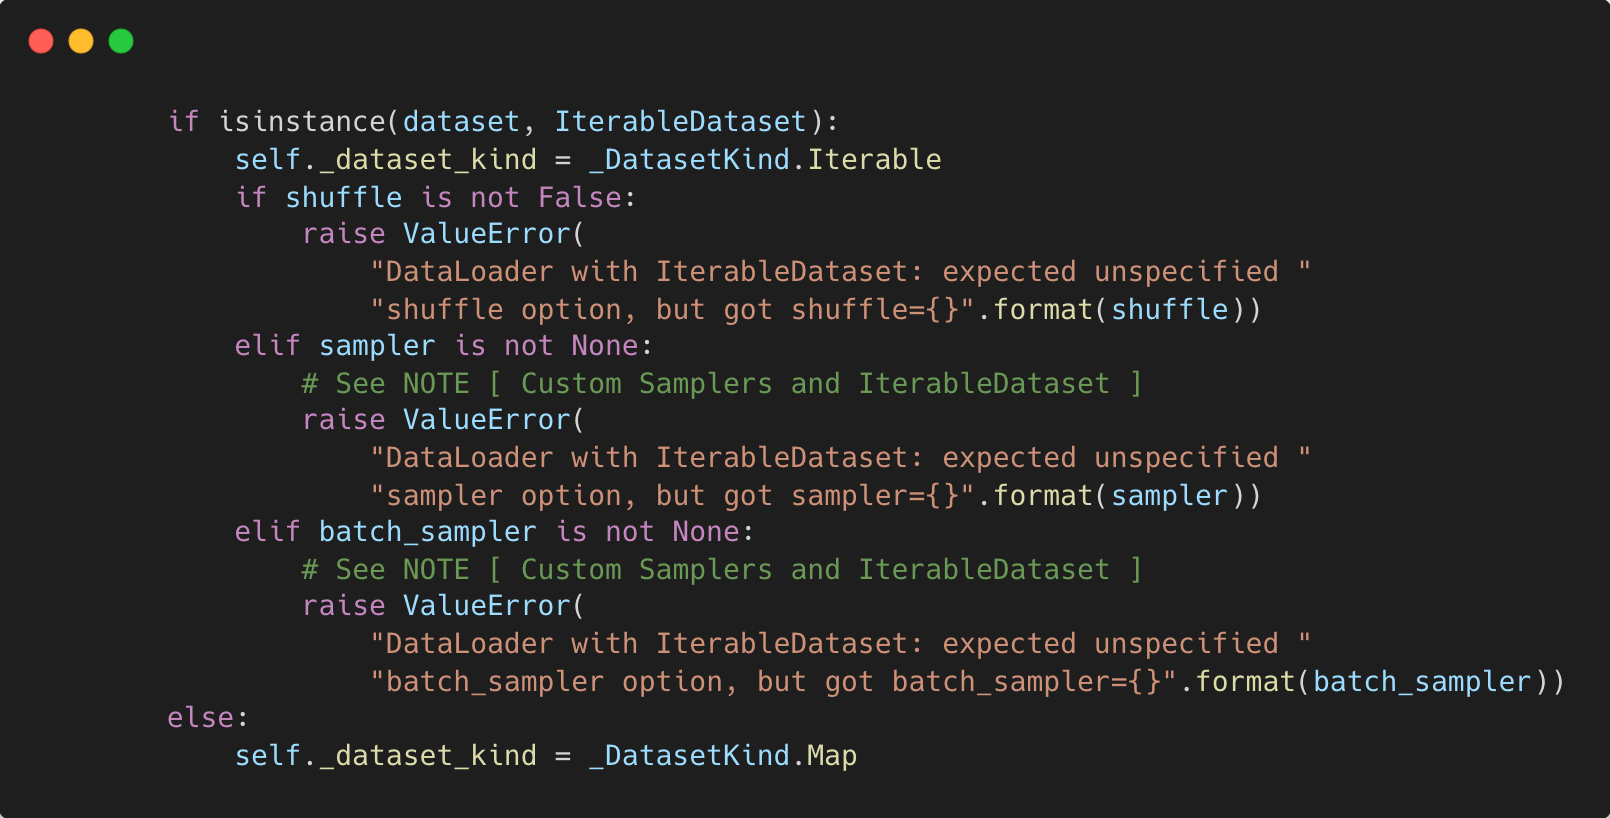 if isinstance(dataset, IterableDataset):
    self._dataset_kind = _DatasetKind.Iterable
    if shuffle is not False:
        raise ValueError(
            "DataLoader with IterableDataset: expected unspecified "
            "shuffle option, but got shuffle={}".format(shuffle))
    elif sampler is not None:
        # See NOTE [ Custom Samplers and IterableDataset ]
        raise ValueError(
            "DataLoader with IterableDataset: expected unspecified "
            "sampler option, but got sampler={}".format(sampler))
    elif batch_sampler is not None:
        # See NOTE [ Custom Samplers and IterableDataset ]
        raise ValueError(
            "DataLoader with IterableDataset: expected unspecified "
            "batch_sampler option, but got batch_sampler={}".format(batch_sampler))
else:
    self._dataset_kind = _DatasetKind.Map